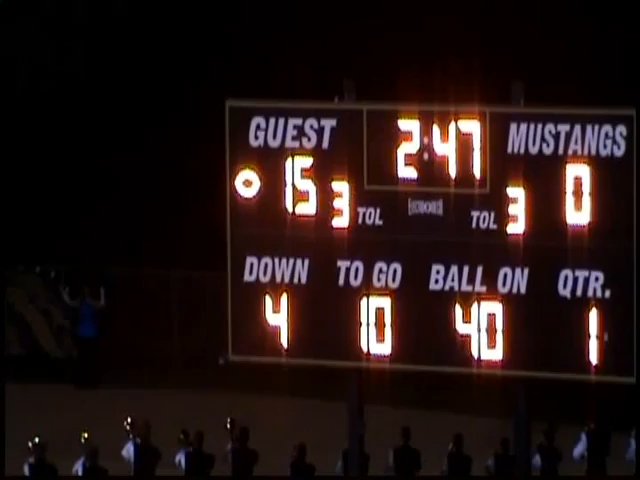 GUEST 2:47 MUSTANGS
15 3 TOL TOL 3 0
DOWN TO GO BALL ON QTR.
4 10 40 1